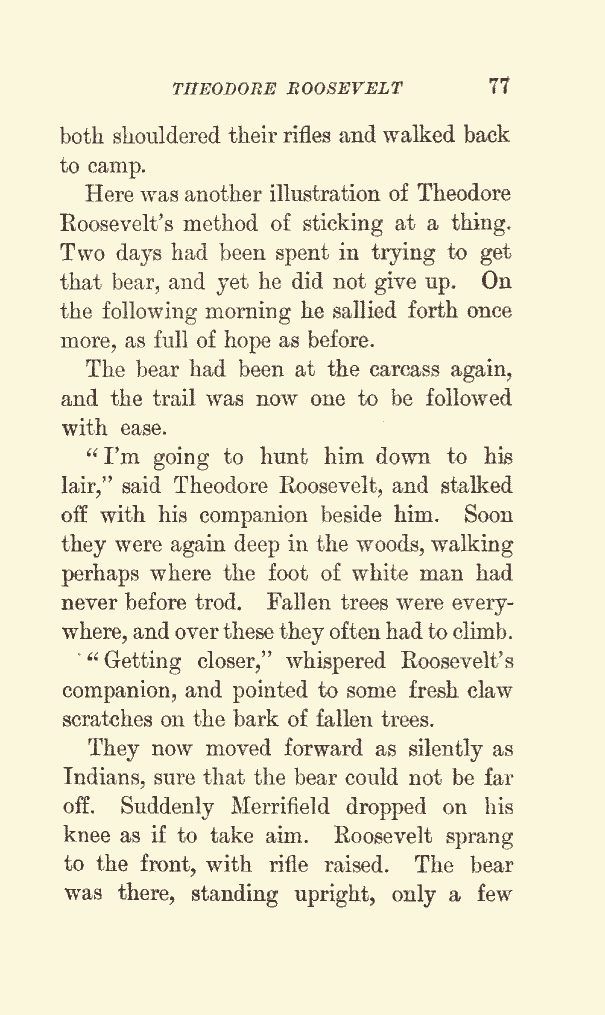 THEODORE ROOSEVELT 77
both shouldered their rifles and walked back
to camp.
Here was another illustration of Theodore
Roosevelt's method of sticking at a thing.
Two days had been spent in trying to get
that bear, and yet he did not give up. On
the following morning he sallied forth once
more, as full of hope as before.
The bear had been at the carcass again,
and the trail was now one to be followed
with ease.
"I'm going to hunt him down to his
lair," said Theodore Roosevelt, and stalked
off with his companion beside him. Soon
they were again deep in the woods, walking
perhaps where the foot of white man had
never before trod. Fallen trees were every-
where, and over these they often had to climb.
"Getting closer," whispered Roosevelt's
companion, and pointed to some fresh claw
scratches on the bark of fallen trees.
They now moved forward as silently as
Indians, sure that the bear could not be far
off. Suddenly Merrifield dropped on his
knee as if to take aim. Roosevelt sprang
to the front, with rifle raised. The bear
was there, standing upright, only a few